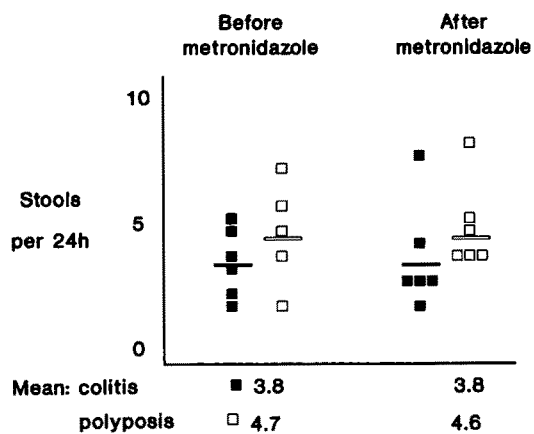 Before After
metronidazole metronidazole
10
Stools
5
per 24h
0
Mean: colitis ■ 3.8 3.8
polyposis □ 4.7 4.6